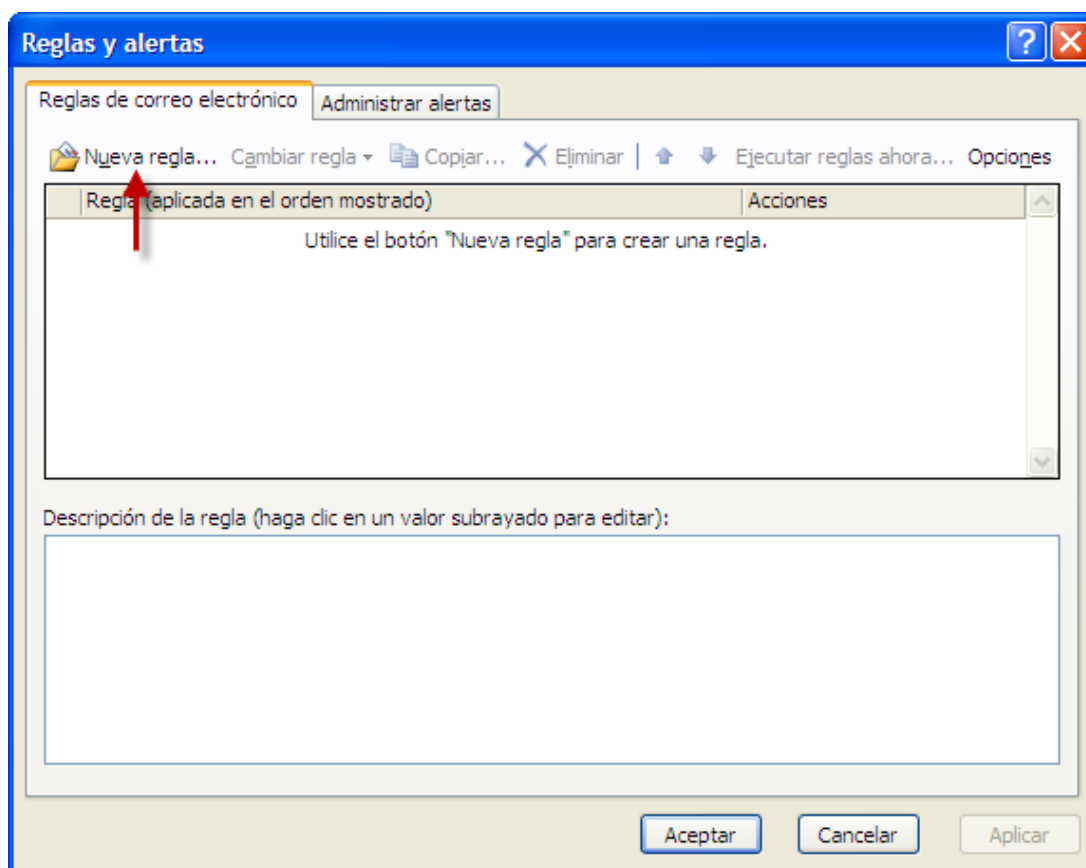 Reglas y alertas
Reglas de correo electrónico Administrar alertas
Nueva regla... Cambiar regla Copiar... Eliminar Ejecutar reglas ahora... Opciones
Regla (aplicada en el orden mostrado) Acciones
Utilice el botón "Nueva regla" para crear una regla.
Descripción de la regla (haga clic en un valor subrayado para editar):
Aceptar Cancelar Aplicar